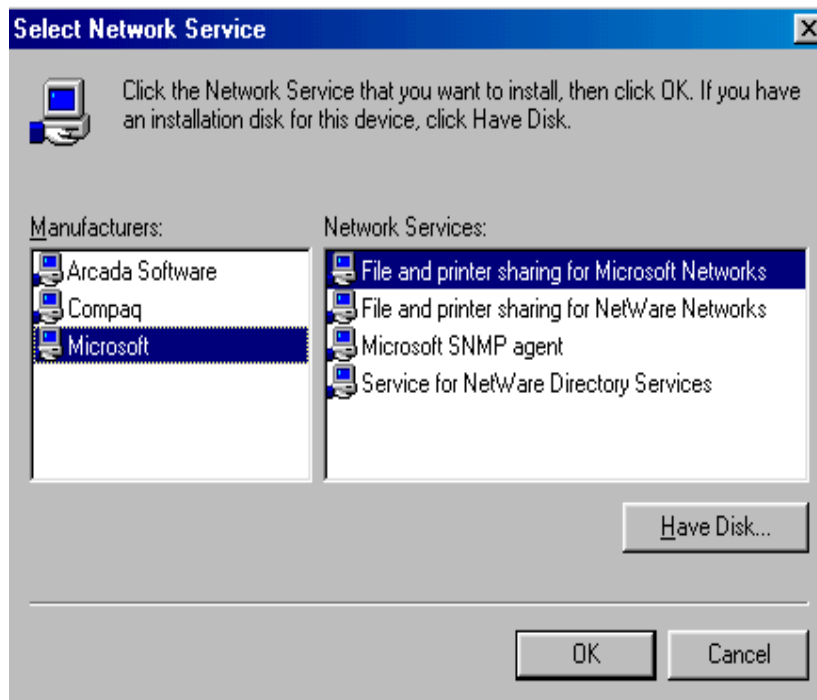 Select Network Service
Click the Network Service that you want to install, then click OK. If you have
an installation disk for this device, click Have Disk.
Manufacturers:
Arcada Software
Compaq
Microsoft
Network Services:
File and printer sharing for Microsoft Networks
File and printer sharing for NetWare Networks
Microsoft SNMP agent
Service for NetWare Directory Services
Have Disk...
OK
Cancel